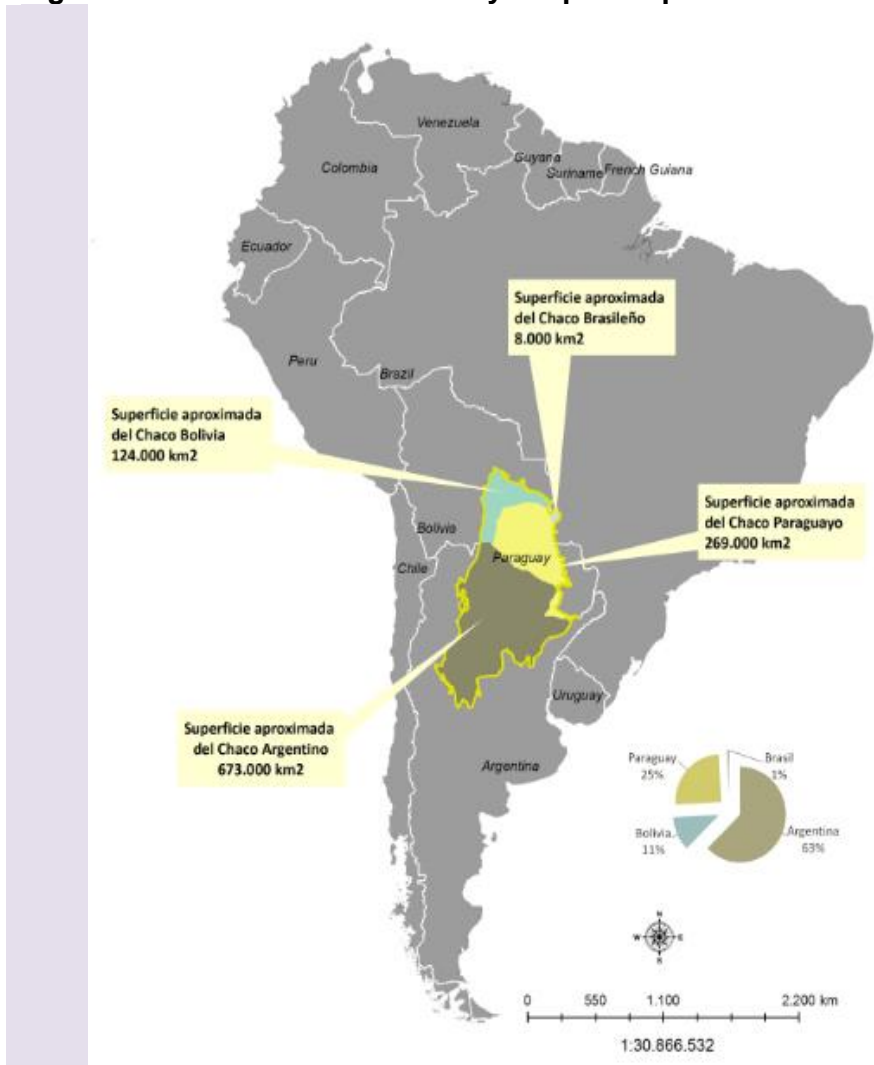 Venezuela
Guyana
Suriname
French Guiana
Colombia
Ecuador
Superficie aproximada
del Chaco Brasileño
8.000 km2
Peru
Brazil
Superficie aproximada
del Chaco Bolivia
124.000 km2
Superficie aproximada
del Chaco Paraguayo
269.000 km2
Bolivia
Paraguay
Chile
Uruguay
Superficie aproximada
del Chaco Argentino
673.000 km2
Argentina
Paraguay
25%
Brasil
1%
Bolivia
11%
Argentina
63%
N
W
E
S
0 550 1.100 2.200 km
1:30.866.532